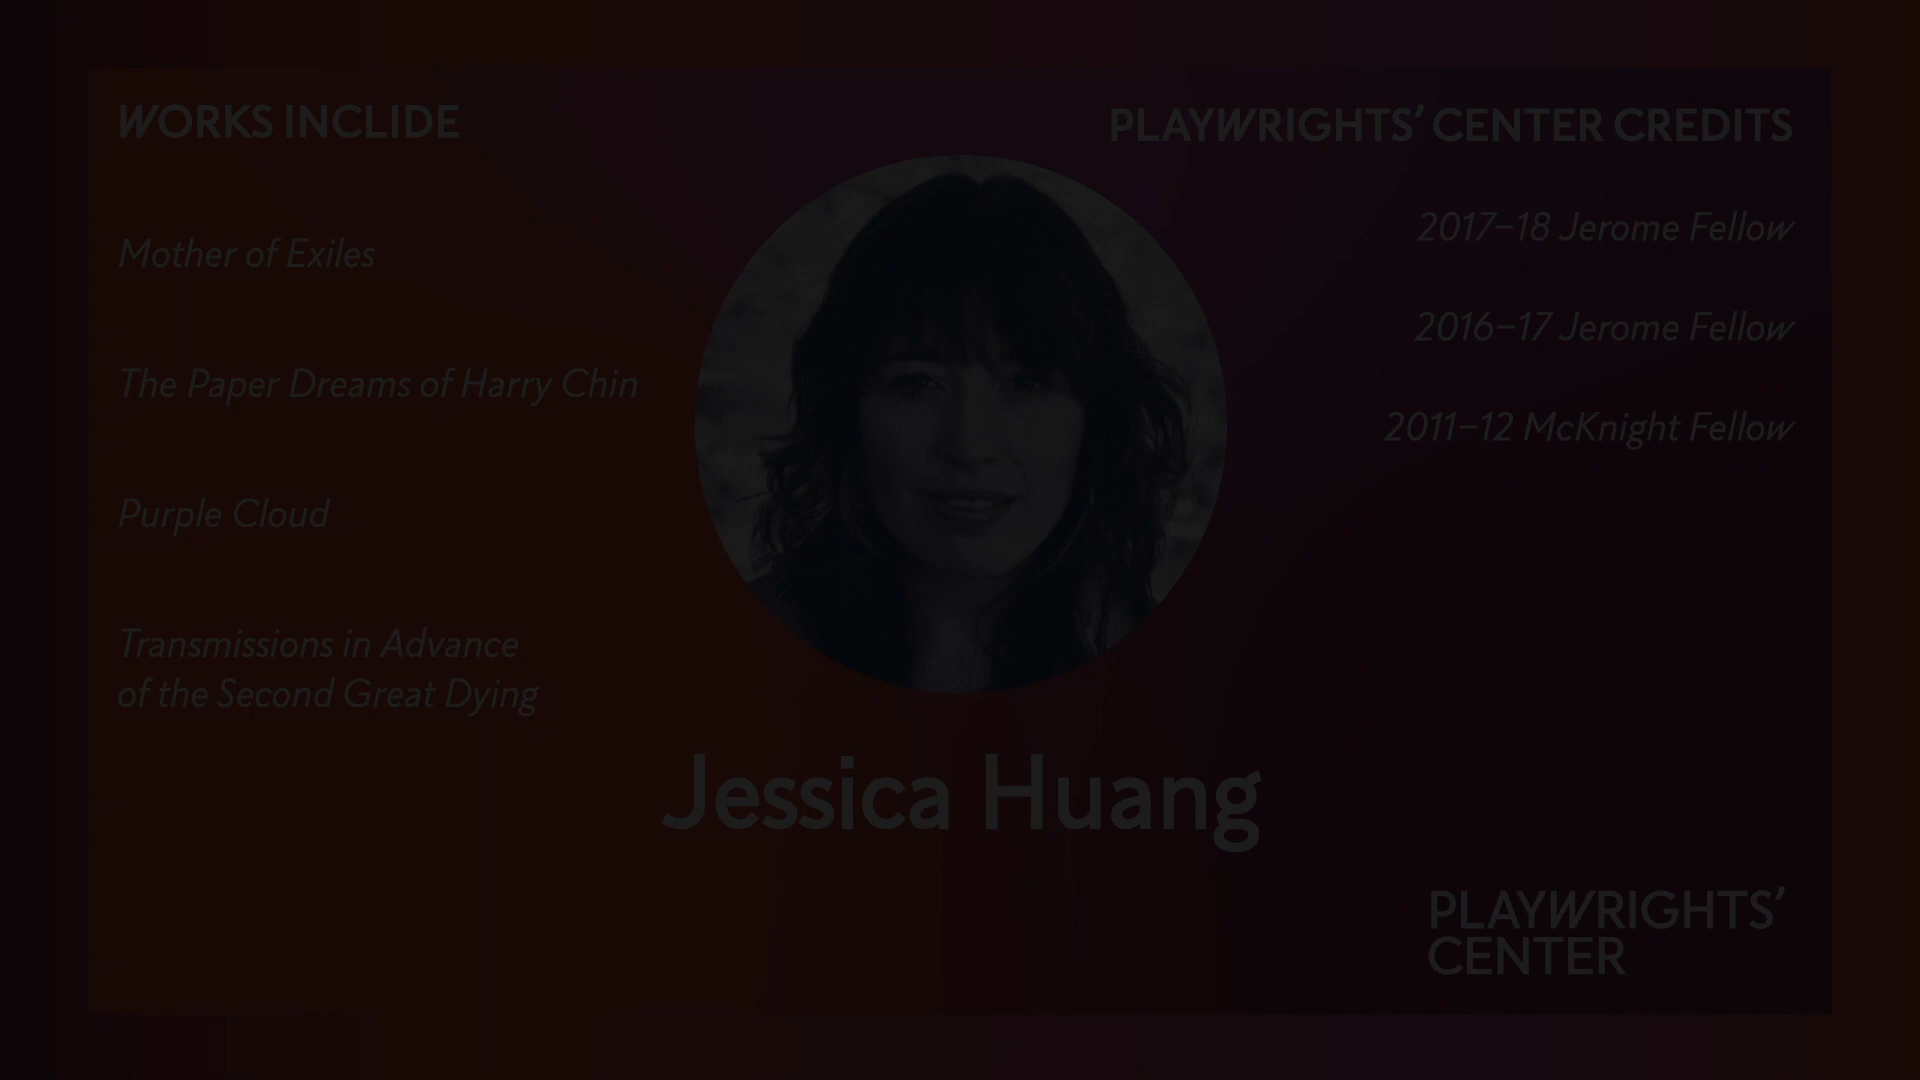 WORKS INCLIDE
Mother of Exiles
The Paper Dreams of Harry Chin
Purple Cloud
Transmissions in Advance
of the Second Great Dying
PLAYWRIGHTS’ CENTER CREDITS
2017–18 Jerome Fellow
2016–17 Jerome Fellow
2011–12 McKnight Fellow
Jessica Huang
PLAYWRIGHTS’
CENTER